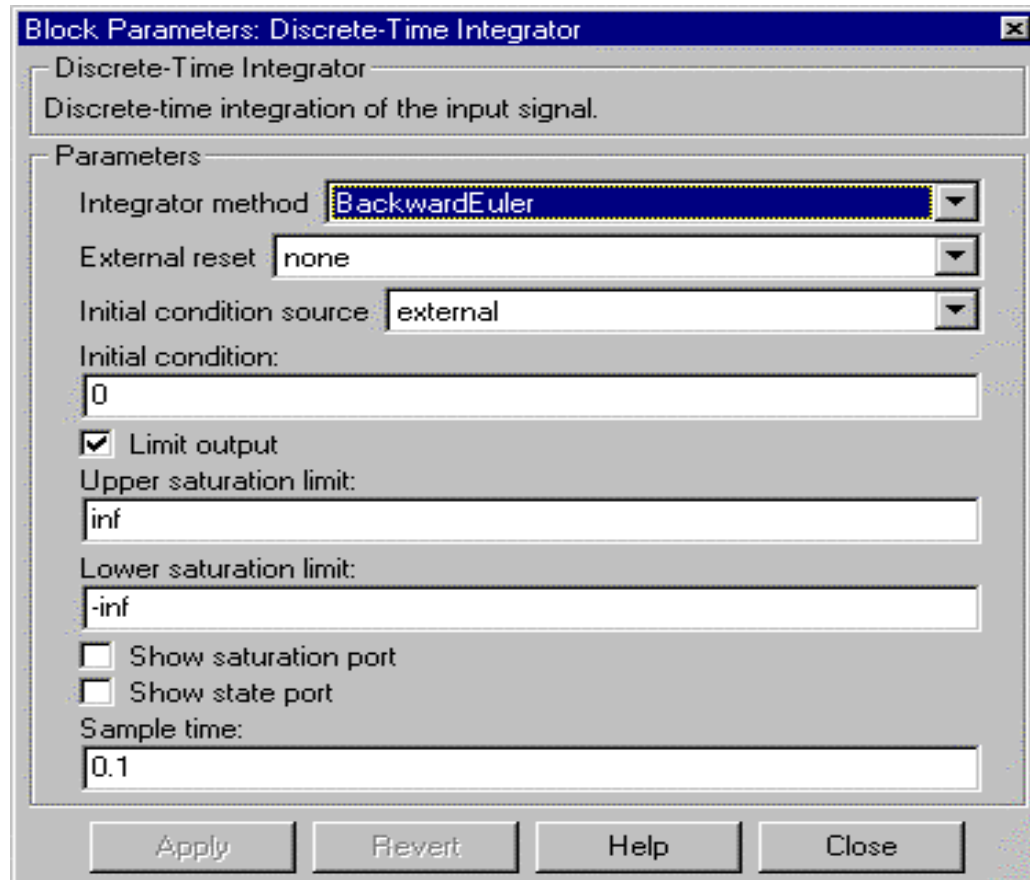 Block Parameters: Discrete-Time Integrator
Discrete-Time Integrator
Discrete-time integration of the input signal.
Parameters
Integrator method BackwardEuler
External reset none
Initial condition source external
Initial condition:
0
Limit output
Upper saturation limit:
inf
Lower saturation limit:
-inf
Show saturation port
Show state port
Sample time:
0.1
Apply Revert Help Close